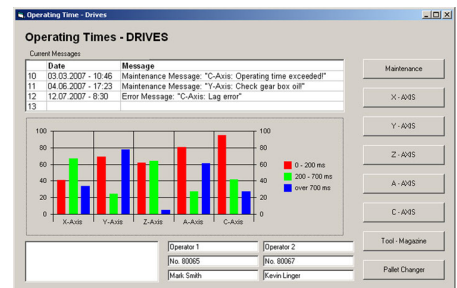 Operating Time - Drives
Operating Times - DRIVES
Current Messages
Date Message
10 03.03.2007 - 10:46 Maintenance Message: "C-Axis: Operating time exceeded!"
11 04.06.2007 - 17:23 Maintenance Message: "Y-Axis: Check gear box oil!"
12 12.07.2007 - 8:30 Error Message: "C-Axis: Lag error"
13
Maintenance
X - AXIS
Y - AXIS
Z - AXIS
A - AXIS
C - AXIS
Tool - Magazine
Pallet Changer
100 100
80 80
60 60
40 40
20 20
0 0
X-Axis Y-Axis Z-Axis A-Axis C-Axis
0 - 200 ms
200 - 700 ms
over 700 ms
Operator 1 Operator 2
No. 80065 No. 80067
Mark Smith Kevin Linger